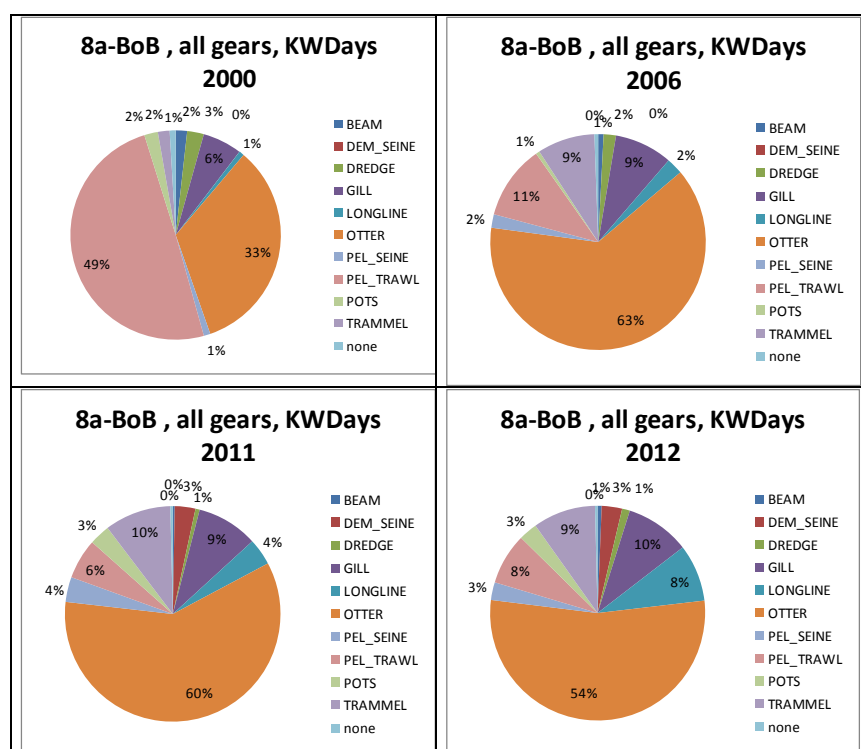 8a-BoB , all gears, KWDays
2000
2% 2% 1% 2% 3% 0%
1%
6%
33%
49%
1%
BEAM
DEM_SEINE
DREDGE
GILL
LONGLINE
OTTER
PEL_SEINE
PEL_TRAWL
POTS
TRAMMEL
none
8a-BoB , all gears, KWDays
2006
0% 2% 0%
1%
1%
9%
9%
2%
11%
2%
63%
BEAM
DEM_SEINE
DREDGE
GILL
LONGLINE
OTTER
PEL_SEINE
PEL_TRAWL
POTS
TRAMMEL
none
8a-BoB , all gears, KWDays
2011
0% 3%
0% 1%
3%
10%
9%
4%
6%
4%
60%
BEAM
DEM_SEINE
DREDGE
GILL
LONGLINE
OTTER
PEL_SEINE
PEL_TRAWL
POTS
TRAMMEL
none
8a-BoB , all gears, KWDays
2012
1% 3% 1%
0%
3%
9%
10%
8%
8%
3%
54%
BEAM
DEM_SEINE
DREDGE
GILL
LONGLINE
OTTER
PEL_SEINE
PEL_TRAWL
POTS
TRAMMEL
none